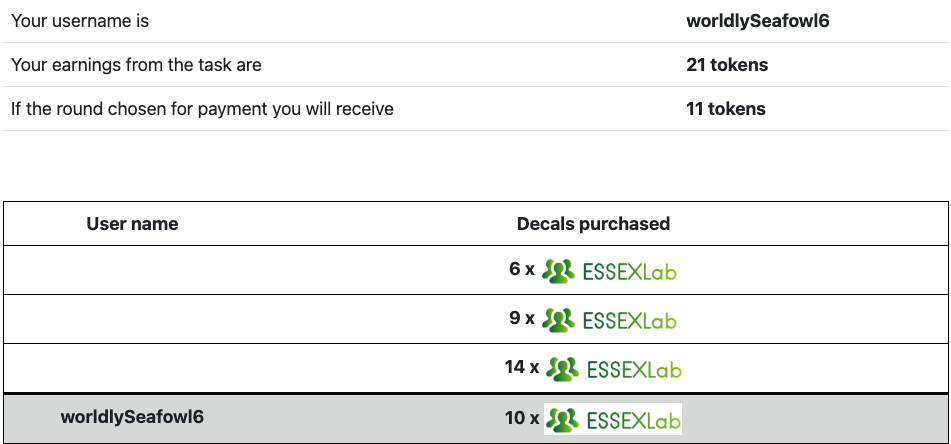 Your username is worldlySeafowl6
Your earnings from the task are 21 tokens
If the round chosen for payment you will receive 11 tokens
User name Decals purchased
6 x ESSEXLab
9 x ESSEXLab
14 x ESSEXLab
worldlySeafowl6 10 x ESSEXLab